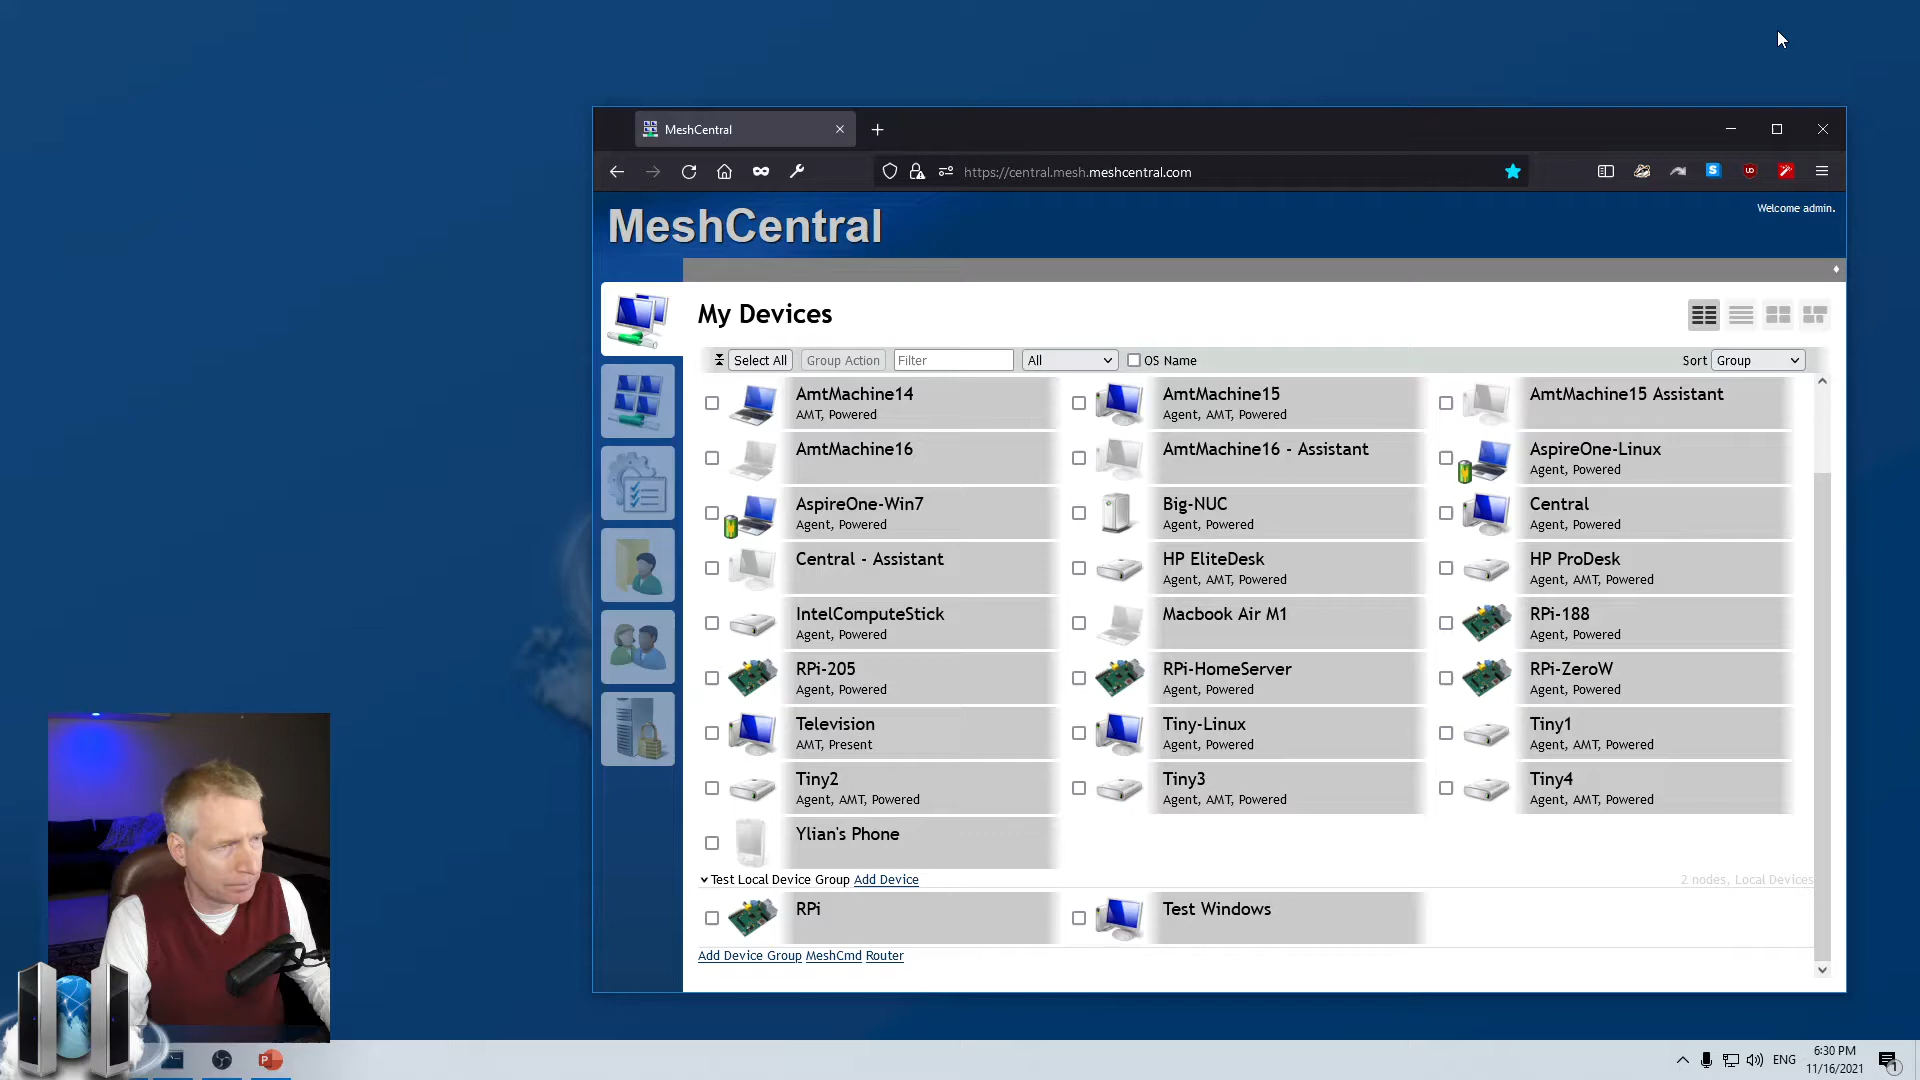 MeshCentral
https://central.mesh.meshcentral.com
MeshCentral
Welcome admin.
My Devices
Select All Group Action Filter All OS Name Sort Group
AmtMachine14
AMT, Powered
AmtMachine15
Agent, AMT, Powered
AmtMachine15 Assistant
AmtMachine16
AmtMachine16 - Assistant
AspireOne-Linux
Agent, Powered
AspireOne-Win7
Agent, Powered
Big-NUC
Agent, Powered
Central
Agent, Powered
Central - Assistant
HP EliteDesk
Agent, AMT, Powered
HP ProDesk
Agent, AMT, Powered
IntelComputeStick
Agent, Powered
Macbook Air M1
RPi-188
Agent, Powered
RPi-205
Agent, Powered
RPi-HomeServer
Agent, Powered
RPi-ZeroW
Agent, Powered
Television
AMT, Present
Tiny-Linux
Agent, Powered
Tiny1
Agent, AMT, Powered
Tiny2
Agent, AMT, Powered
Tiny3
Agent, AMT, Powered
Tiny4
Agent, AMT, Powered
Ylian's Phone
Test Local Device Group Add Device 2 nodes, Local Devices
RPi
Test Windows
Add Device Group MeshCmd Router
ENG
6:30 PM
11/16/2021
1